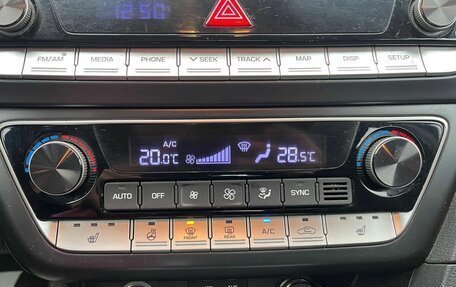 12:50
FM/AM MEDIA PHONE ∨ SEEK TRACK ∧ MAP DISP SETUP
A/C
20.0°C 28.5°C
AUTO OFF SYNC
FRONT REAR A/C